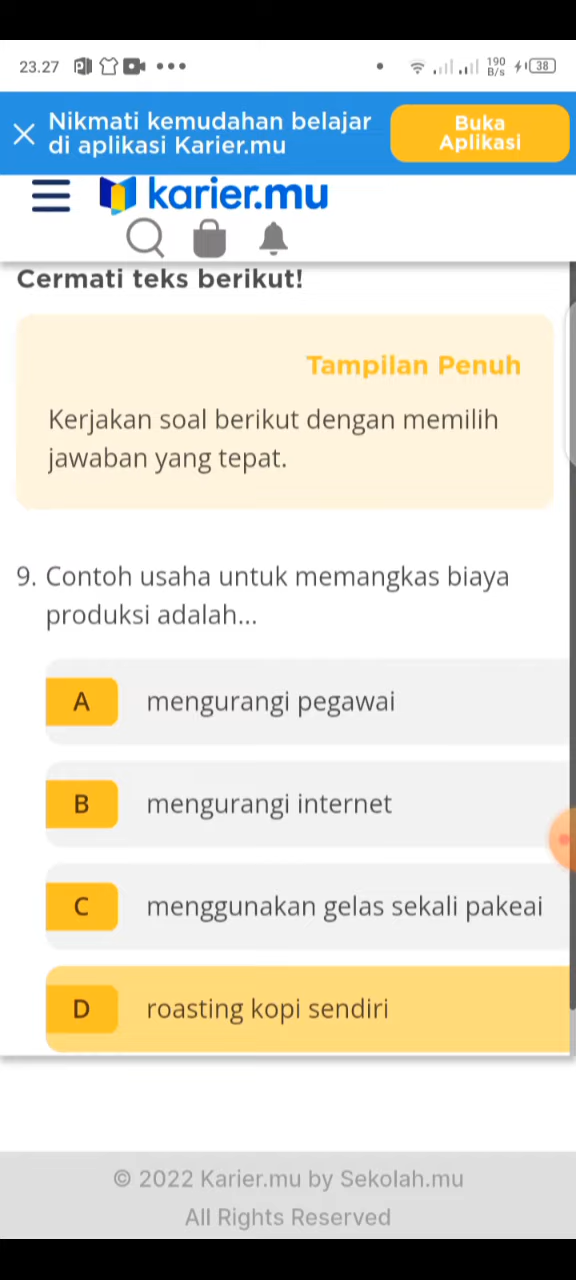 23.27
190
B/s
38
Nikmati kemudahan belajar
di aplikasi Karier.mu
Buka
Aplikasi
karier.mu
Cermati teks berikut!
Tampilan Penuh
Kerjakan soal berikut dengan memilih
jawaban yang tepat.
9. Contoh usaha untuk memangkas biaya
produksi adalah...
A mengurangi pegawai
B mengurangi internet
C menggunakan gelas sekali pakeai
D roasting kopi sendiri
© 2022 Karier.mu by Sekolah.mu
All Rights Reserved